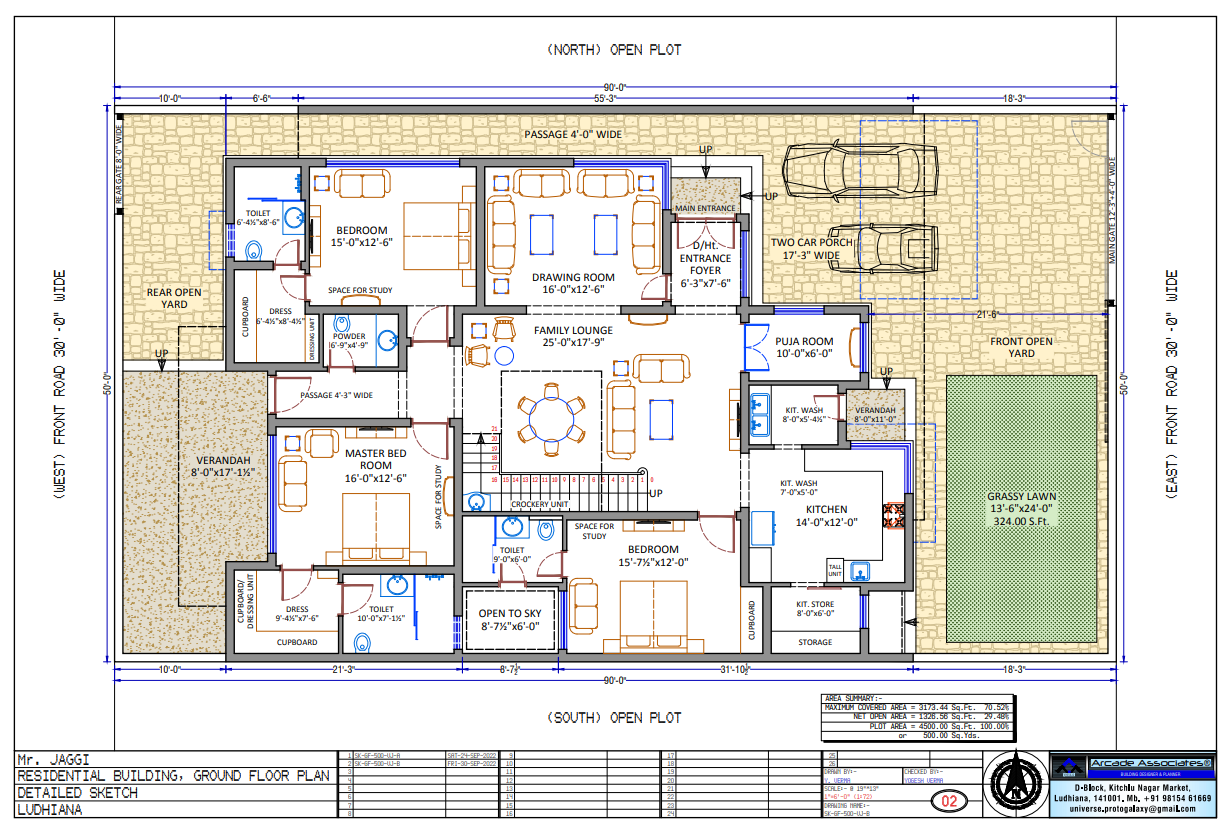 (NORTH) OPEN PLOT
90'-0"
10'-0"
6'-6"
55'-3"
18'-3"
PASSAGE 4'-0" WIDE
REAR GATE 8'-0" WIDE
MAIN GATE 12'-3"+4'-0" WIDE
UP
UP
MAIN ENTRANCE
TOILET
6'-4½"x8'-6"
BEDROOM
15'-0"x12'-6"
SPACE FOR STUDY
DRAWING ROOM
16'-0"x12'-6"
D/Ht.
ENTRANCE
FOYER
6'-3"x7'-6"
TWO CAR PORCH
17'-3" WIDE
REAR OPEN
YARD
CUPBOARD
DRESS
6'-4½"x8'-4½"
DRESSING UNIT
POWDER
6'-9"x4'-9"
FAMILY LOUNGE
25'-0"x17'-9"
PUJA ROOM
10'-0"x6'-0"
21'-6"
FRONT OPEN
YARD
UP
UP
(WEST) FRONT ROAD 30'-0" WIDE
50'-0"
50'-0"
(EAST) FRONT ROAD 30'-0" WIDE
PASSAGE 4'-3" WIDE
KIT. WASH
8'-0"x5'-4½"
VERANDAH
8'-0"x11'-0"
VERANDAH
8'-0"x17'-1½"
MASTER BED
ROOM
16'-0"x12'-6"
SPACE FOR STUDY
21
20
19
18
17
16 15 14 13 12 11 10 9 8 7 6 5 4 3 2 1 0
UP
CROCKERY UNIT
KIT. WASH
7'-0"x5'-0"
KITCHEN
14'-0"x12'-0"
GRASSY LAWN
13'-6"x24'-0"
324.00 S.Ft.
TALL
UNIT
TOILET
9'-0"x6'-0"
SPACE FOR
STUDY
BEDROOM
15'-7½"x12'-0"
CUPBOARD/
DRESSING UNIT
DRESS
9'-4½"x7'-6"
CUPBOARD
TOILET
10'-0"x7'-1½"
OPEN TO SKY
8'-7½"x6'-0"
CUPBOARD
KIT. STORE
8'-0"x6'-0"
STORAGE
10'-0"
21'-3"
8'-7½"
31'-10½"
18'-3"
90'-0"
(SOUTH) OPEN PLOT
AREA SUMMARY:-
MAXIMUM COVERED AREA = 3173.44 Sq.Ft. 70.52%
NET OPEN AREA = 1326.56 Sq.Ft. 29.48%
PLOT AREA = 4500.00 Sq.Ft. 100.00%
or 500.00 Sq.Yds.
Mr. JAGGI
RESIDENTIAL BUILDING, GROUND FLOOR PLAN
DETAILED SKETCH
LUDHIANA
1 SK-GF-500-VJ-A SAT-24-SEP-2022 9 17 25
2 SK-GF-500-VJ-B FRI-30-SEP-2022 10 18 26
3 11 19
4 12 20
5 13 21
6 14 22
7 15 23
8 16 24
DRAWN BY:- CHECKED BY:-
Y. VERMA YOGESH VERMA
SCALE:- @ 19"*13"
1"=6'-0" (1:72)
DRAWING NAME:-
SK-GF-500-VJ-B
02
Arcade Associates®
BUILDING DESIGNER & PLANNER
D-Block, Kitchlu Nagar Market,
Ludhiana, 141001, Mb, +91 98154 61669
universe.protogalaxy@gmail.com